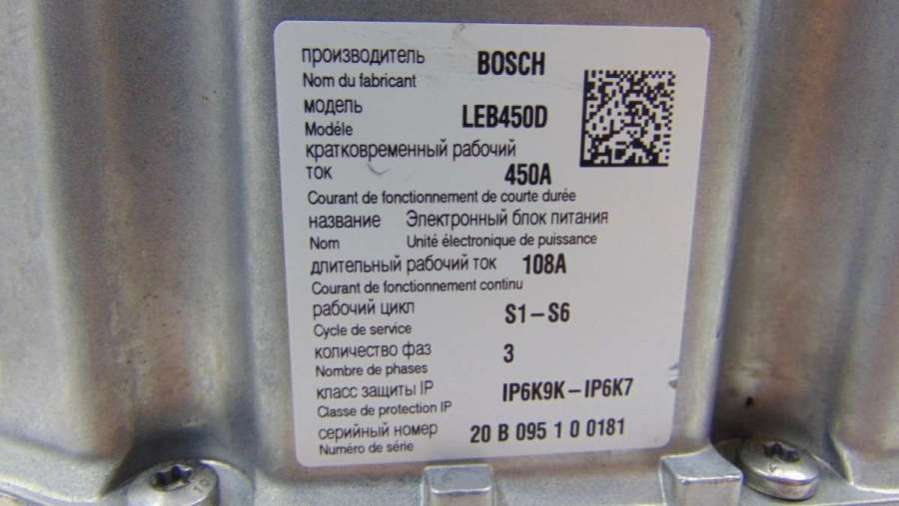 производитель BOSCH
Nom du fabricant
модель LEB450D
Modéle
кратковременный рабочий
ток 450A
Courant de fonctionnement de courte durée
название Электронный блок питания
Nom Unité électronique de puissance
длительный рабочий ток 108A
Courant de fonctionnement continu
рабочий цикл S1-S6
Cycle de service
количество фаз 3
Nombre de phases
класс защиты IP IP6K9K-IP6K7
Classe de protection IP
серийный номер 20 B 095 1 0 0181
Numéro de série